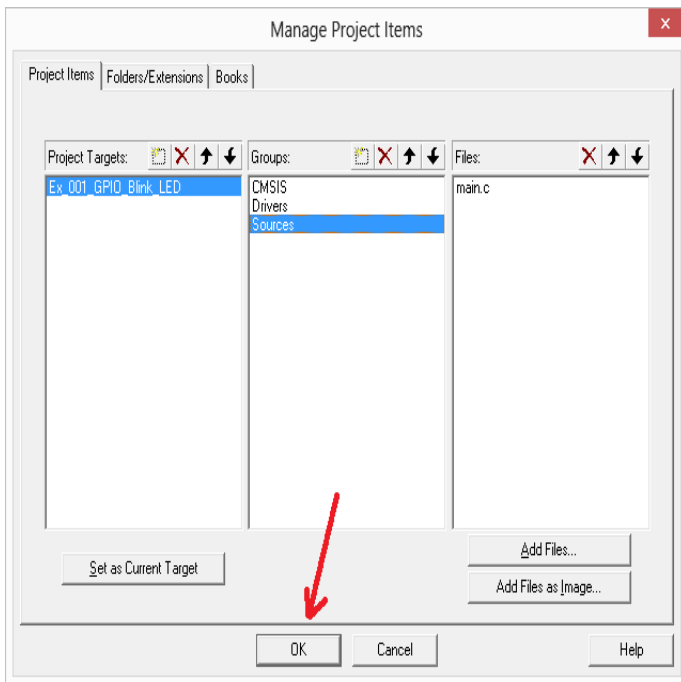 Manage Project Items
x
Project Items Folders/Extensions Books
Project Targets: Groups: Files:
Ex_001_GPIO_Blink_LED CMSIS main.c
Drivers
Sources
Set as Current Target
Add Files...
Add Files as Image...
OK Cancel Help